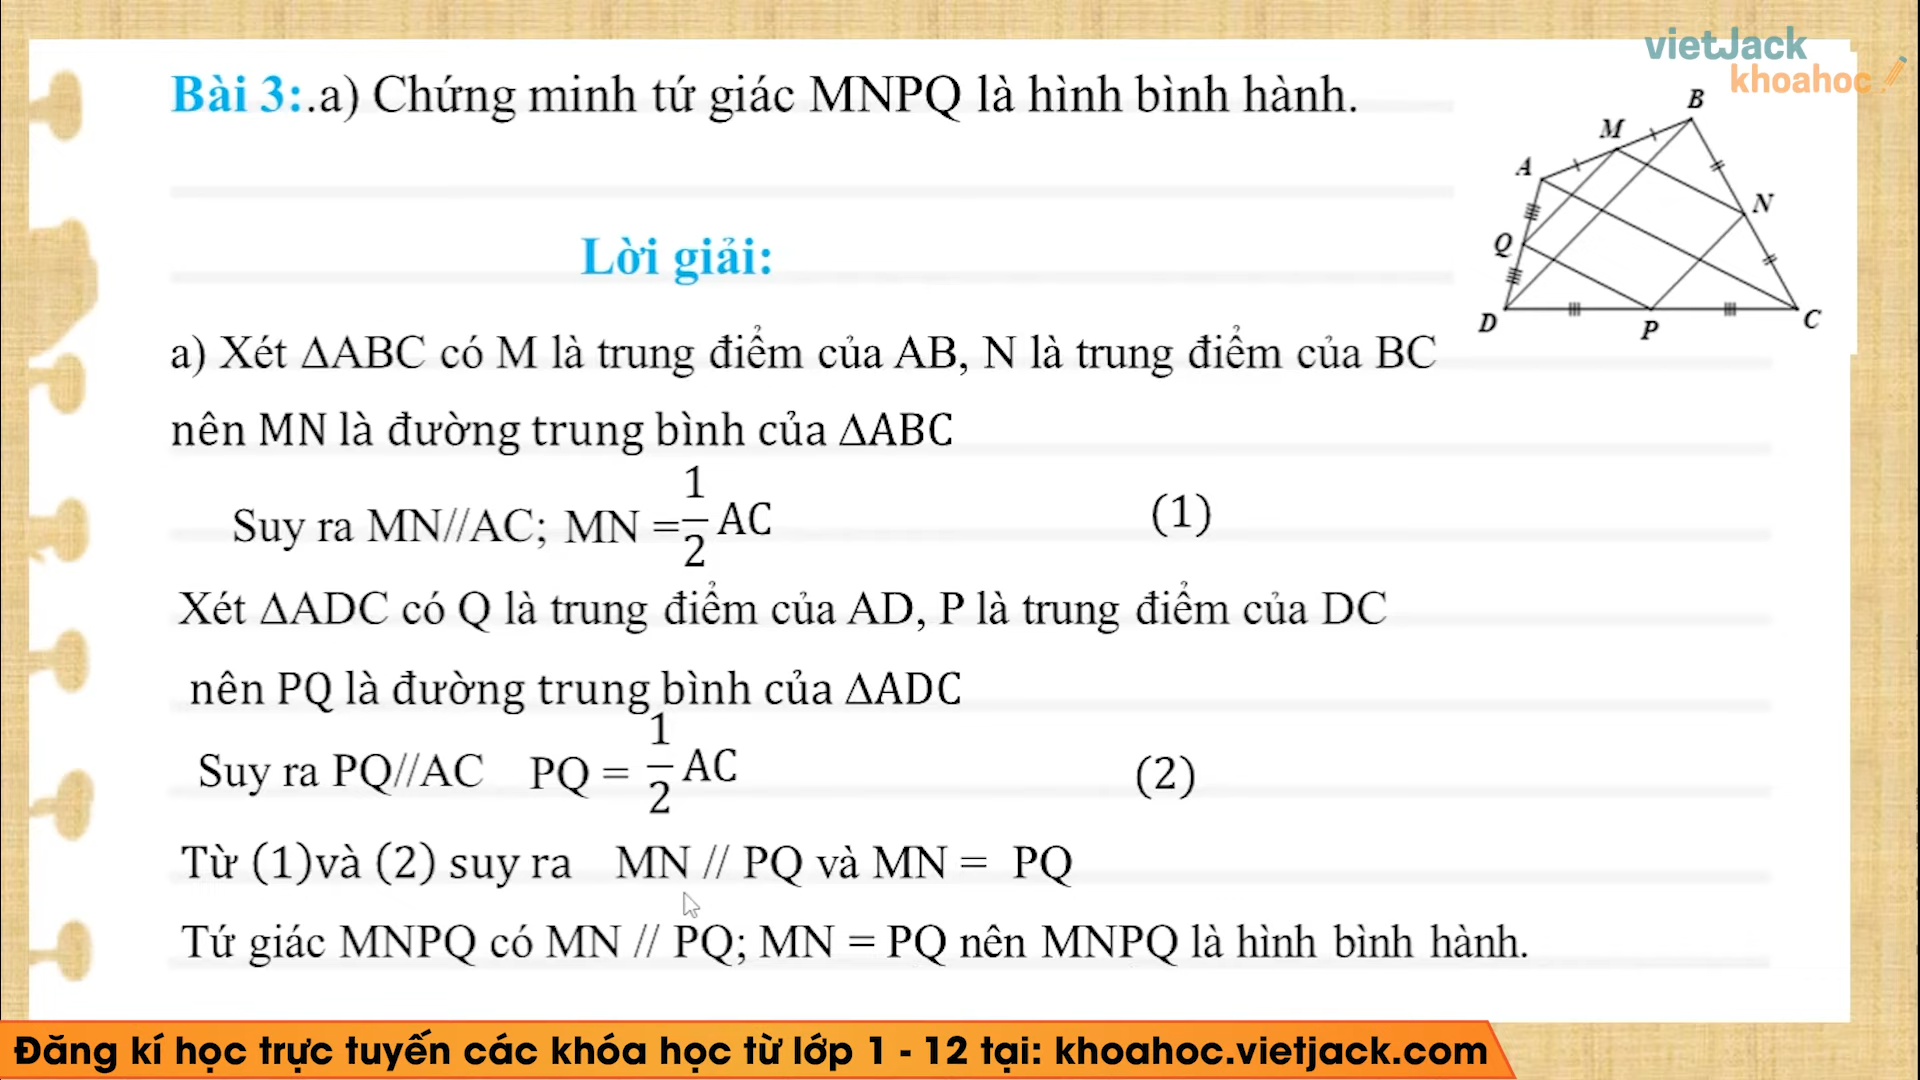 vietJack
khoahoc
Bài 3:.a) Chứng minh tứ giác MNPQ là hình bình hành.
B
M
A
N
Q
D
P
C
Lời giải:
a) Xét ΔABC có M là trung điểm của AB, N là trung điểm của BC
nên MN là đường trung bình của ΔABC
Suy ra MN//AC; MN = 1/2 AC (1)
Xét ΔADC có Q là trung điểm của AD, P là trung điểm của DC
nên PQ là đường trung bình của ΔADC
Suy ra PQ//AC PQ = 1/2 AC (2)
Từ (1)và (2) suy ra MN // PQ và MN = PQ
Tứ giác MNPQ có MN // PQ; MN = PQ nên MNPQ là hình bình hành.
Đăng kí học trực tuyến các khóa học từ lớp 1 - 12 tại: khoahoc.vietjack.com